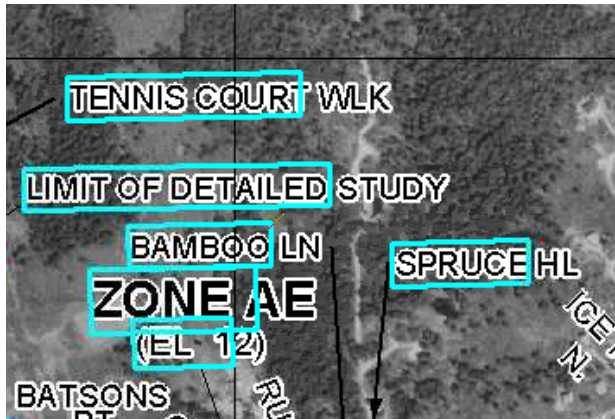 TENNIS COURT WLK
LIMIT OF DETAILED STUDY
BAMBOO LN
SPRUCE HL
ZONE AE
(EL 12)
BATSONS
N.